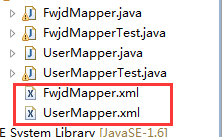 FwjdMapper.java
FwjdMapperTest.java
UserMapper.java
UserMapperTest.java
FwjdMapper.xml
UserMapper.xml
E System Library [JavaSE-1.6]